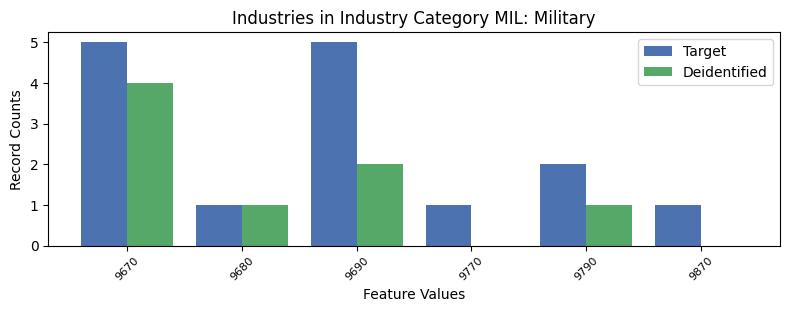 Industries in Industry Category MIL: Military
Target
Deidentified
Record Counts
5
4
3
2
1
0
9670
9680
9690
9770
9790
9870
Feature Values